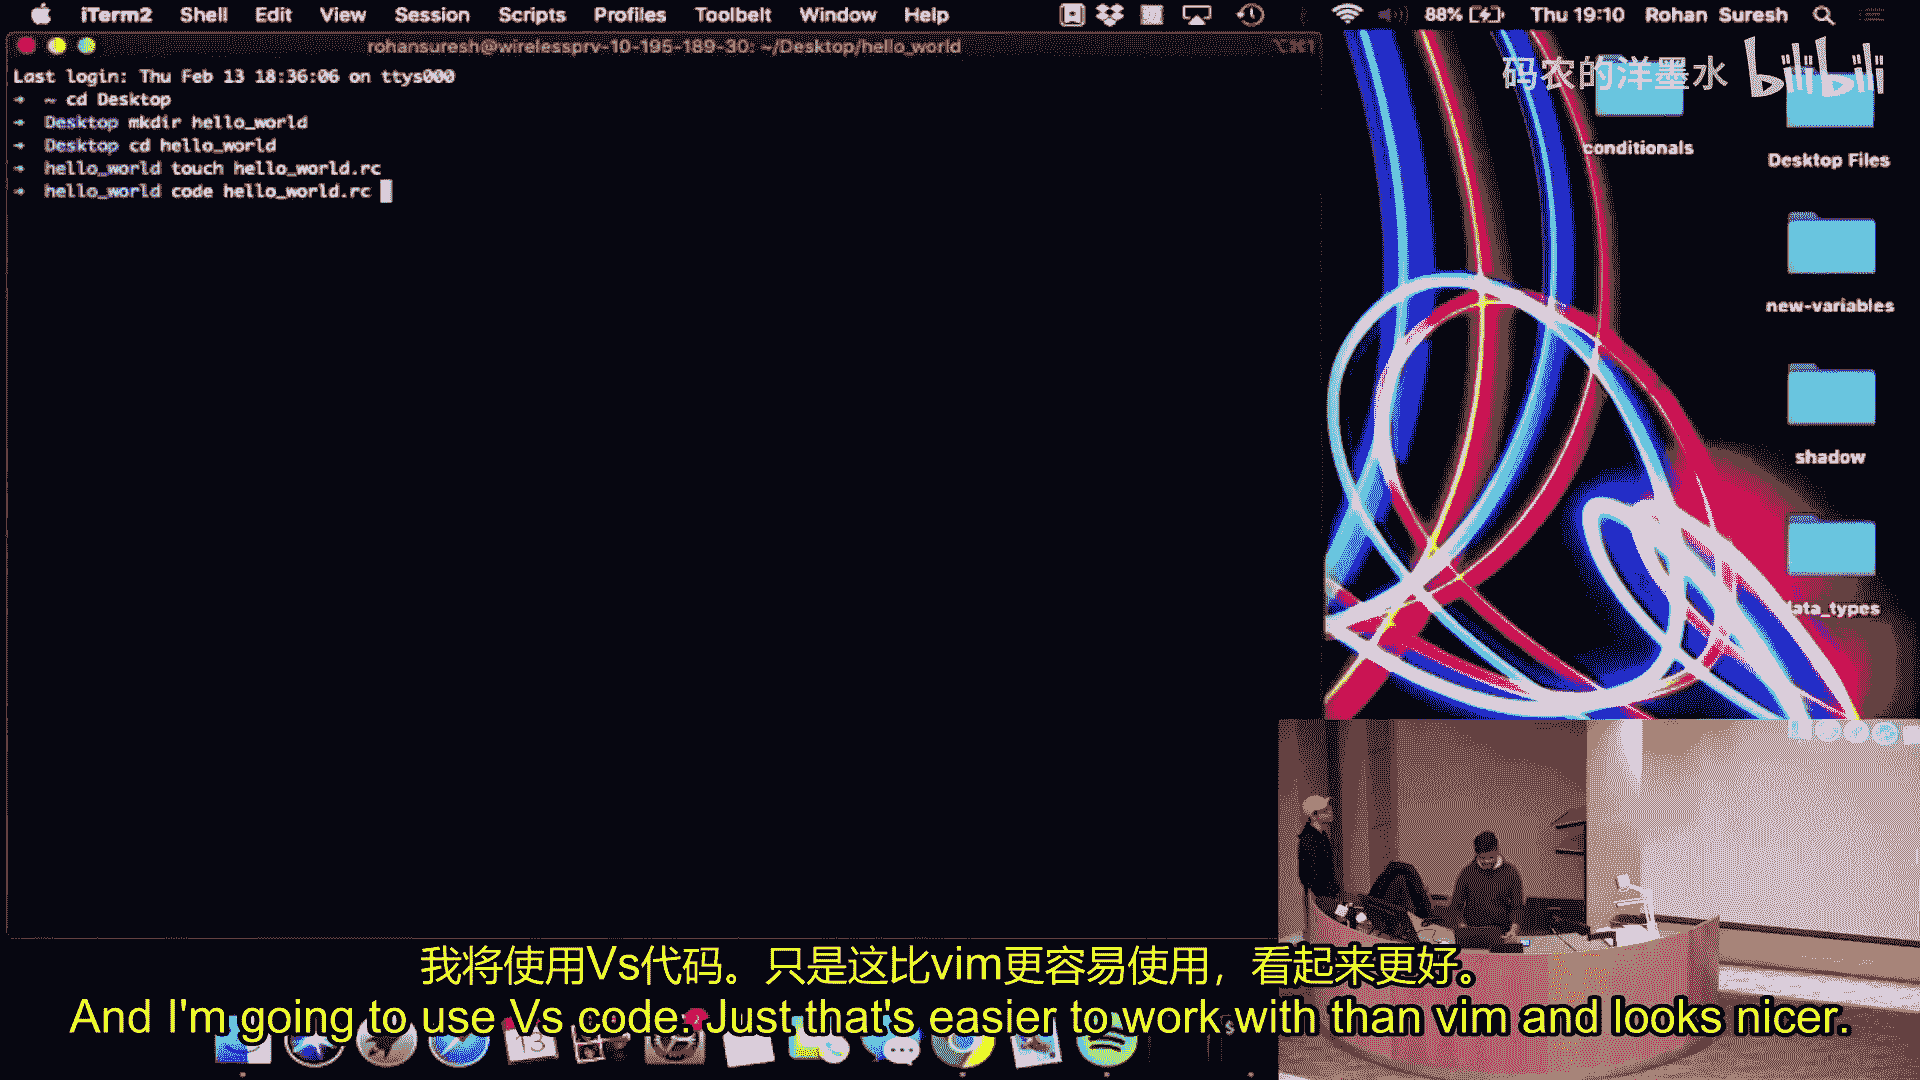 iTerm2 Shell Edit View Session Scripts Profiles Toolbelt Window Help 88% Thu 19:10 Rohan Suresh
rohansuresh@wirelessprv-10-195-189-30: ~/Desktop/hello_world ⌥⌘1
Last login: Thu Feb 13 18:36:06 on ttys000
→ ~ cd Desktop
→ Desktop mkdir hello_world
→ Desktop cd hello_world
→ hello_world touch hello_world.rc
→ hello_world code hello_world.rc
码农的洋墨水 bilibili
conditionals
Desktop Files
new-variables
shadow
data_types
我将使用Vs代码。只是这比vim更容易使用，看起来更好。
And I'm going to use Vs code. Just that's easier to work with than vim and looks nicer.
13